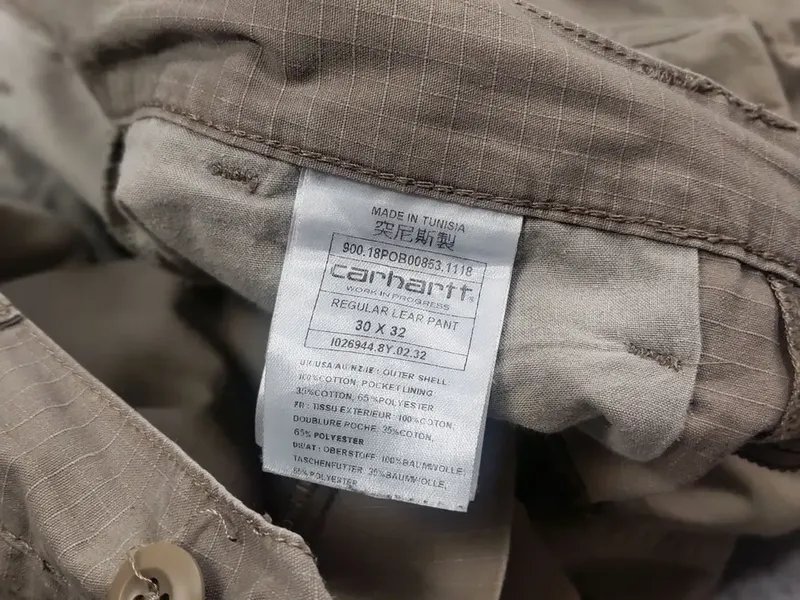 MADE IN TUNISIA
突尼斯製
900.18POB00863.1118
carhartt
WORK IN PROGRESS
REGULAR LEAR PANT
30 X 32
I026944.8Y.02.32
UK/USA/AU/NZ/IE : OUTER SHELL:
100%COTTON, POCKET LINING
35%COTTON, 65%POLYESTER
FR : TISSU EXTERIEUR: 100%COTON,
DOUBLURE POCHE: 35%COTON,
65% POLYESTER
DE/AT : OBERSTOFF: 100%BAUMWOLLE,
TASCHENFUTTER: 35%BAUMWOLLE,
65%POLYESTER